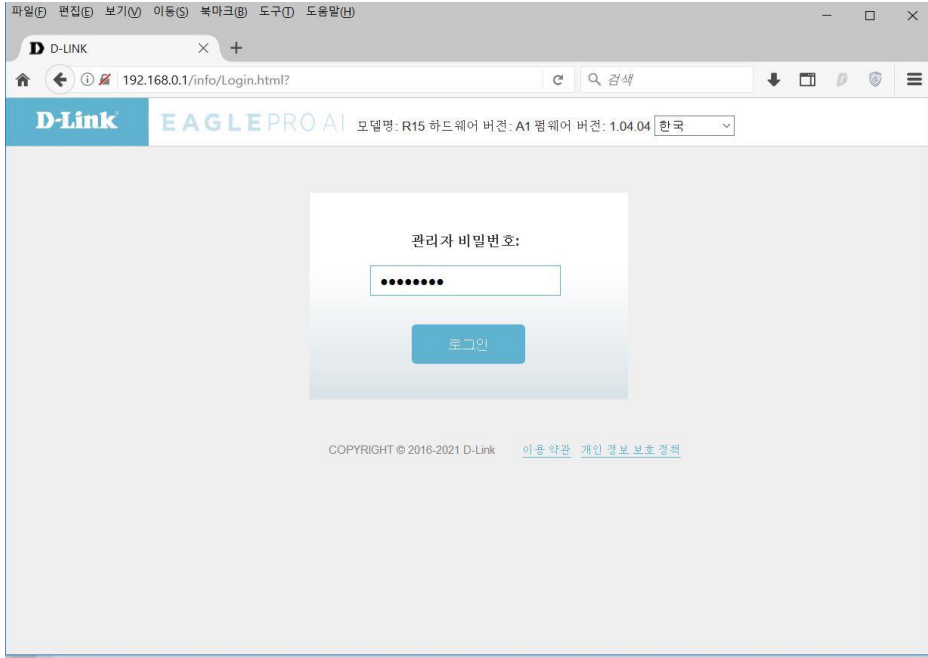 파일(F) 편집(E) 보기(V) 이동(S) 북마크(B) 도구(T) 도움말(H)
D D-LINK
192.168.0.1/info/Login.html?
검색
D-Link EAGLE PRO AI 모델명: R15 하드웨어 버전: A1 펌웨어 버전: 1.04.04 한국
관리자 비밀번호:
••••••••
로그인
COPYRIGHT © 2016-2021 D-Link 이용 약관 개인 정보 보호 정책